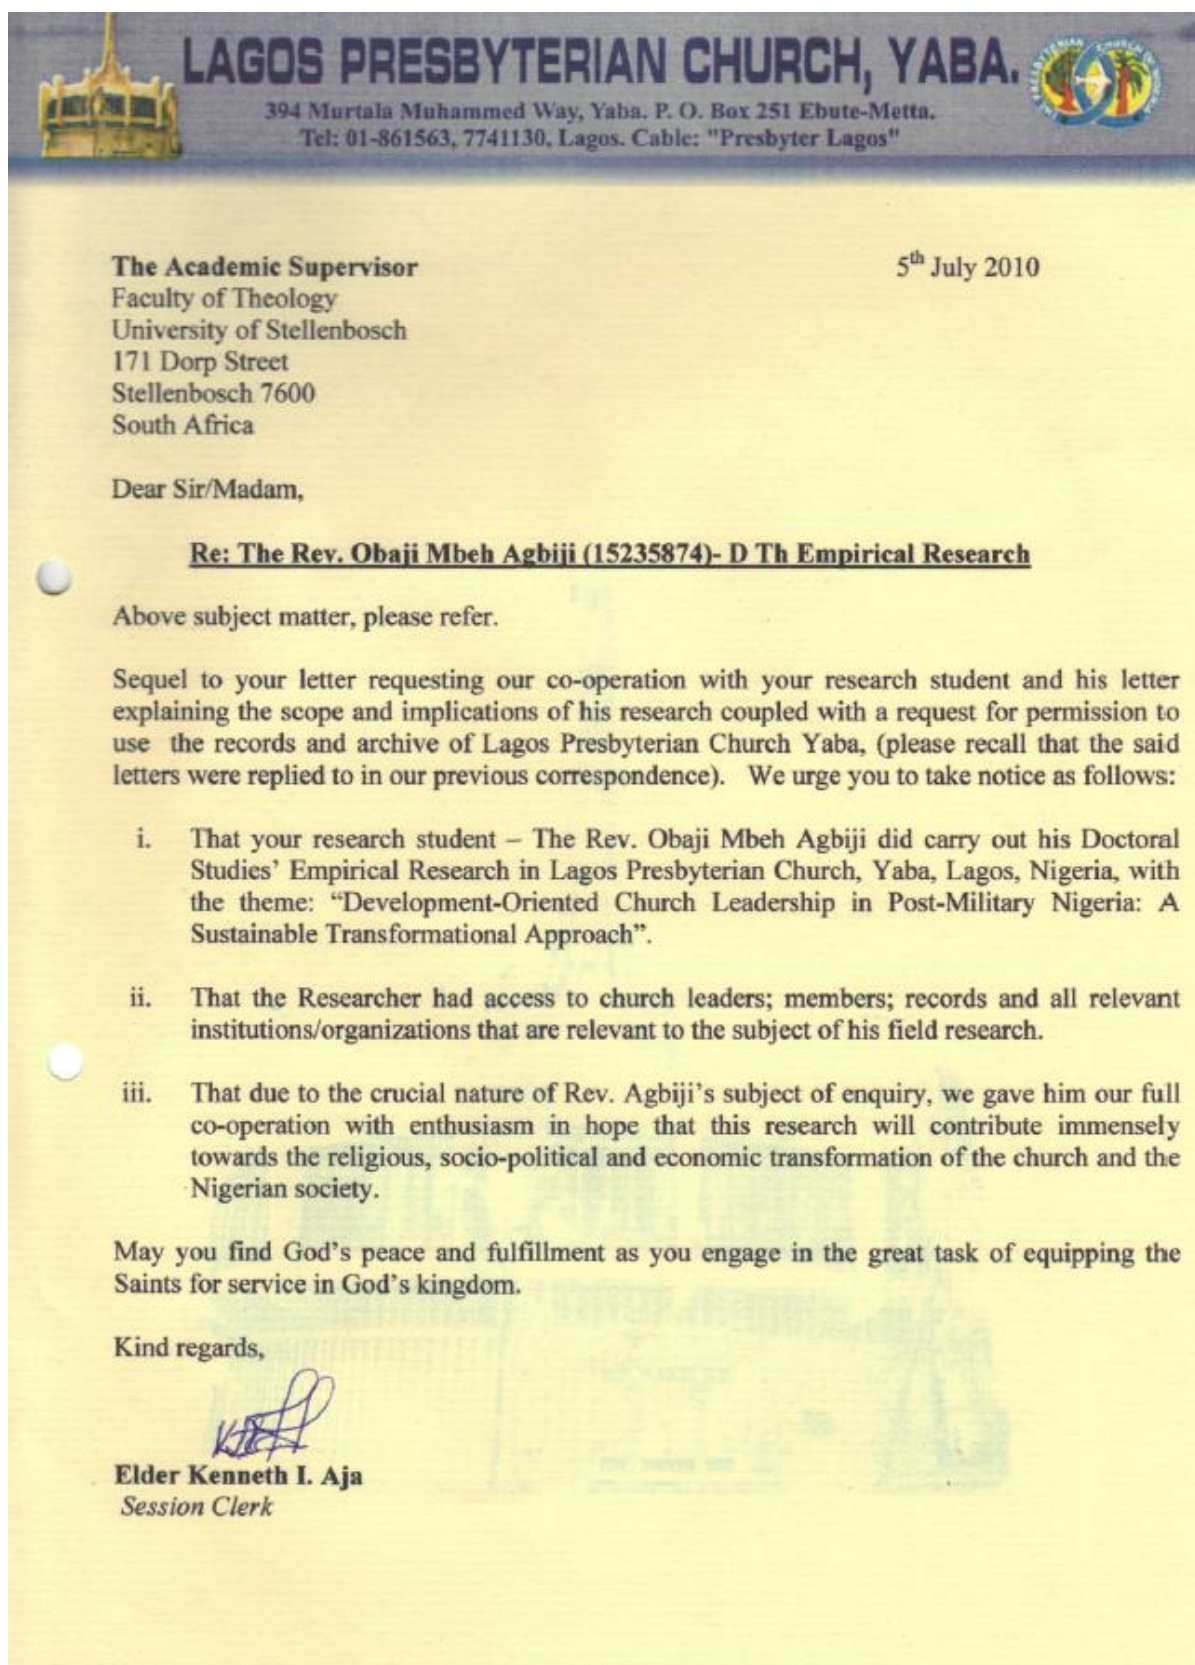 LAGOS PRESBYTERIAN CHURCH, YABA.
394 Murtala Muhammed Way, Yaba. P. O. Box 251 Ebute-Metta.
Tel: 01-861563, 7741130, Lagos. Cable: "Presbyter Lagos"
The Academic Supervisor
5th July 2010
Faculty of Theology
University of Stellenbosch
171 Dorp Street
Stellenbosch 7600
South Africa
Dear Sir/Madam,
Re: The Rev. Obaji Mbeh Agbiji (15235874)- D Th Empirical Research
Above subject matter, please refer.
Sequel to your letter requesting our co-operation with your research student and his letter
explaining the scope and implications of his research coupled with a request for permission to
use the records and archive of Lagos Presbyterian Church Yaba, (please recall that the said
letters were replied to in our previous correspondence). We urge you to take notice as follows:
i. That your research student – The Rev. Obaji Mbeh Agbiji did carry out his Doctoral
Studies’ Empirical Research in Lagos Presbyterian Church, Yaba, Lagos, Nigeria, with
the theme: “Development-Oriented Church Leadership in Post-Military Nigeria: A
Sustainable Transformational Approach”.
ii. That the Researcher had access to church leaders; members; records and all relevant
institutions/organizations that are relevant to the subject of his field research.
iii. That due to the crucial nature of Rev. Agbiji’s subject of enquiry, we gave him our full
co-operation with enthusiasm in hope that this research will contribute immensely
towards the religious, socio-political and economic transformation of the church and the
Nigerian society.
May you find God’s peace and fulfillment as you engage in the great task of equipping the
Saints for service in God’s kingdom.
Kind regards,
Elder Kenneth I. Aja
Session Clerk